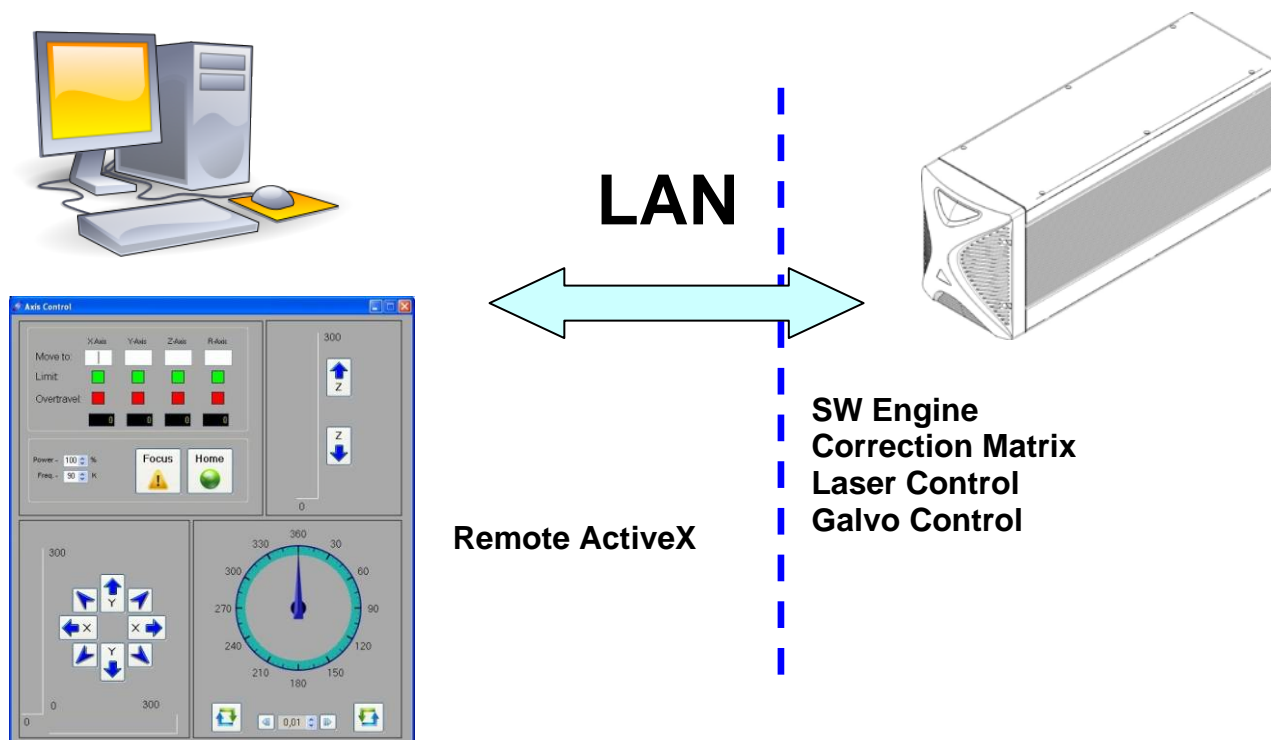 LAN
Axis Control
X-Axis Y-Axis Z-Axis R-Axis
Move to:
Limit:
Overtravel:
0 0 0 0
Power - 100 %
Freq. - 90 K
Focus Home
300
Z
Z
0
300
Y
X X
Y
0 300
0
360
330 30
300 60
270 90
240 120
210 150
180
0,01
Remote ActiveX
SW Engine
Correction Matrix
Laser Control
Galvo Control